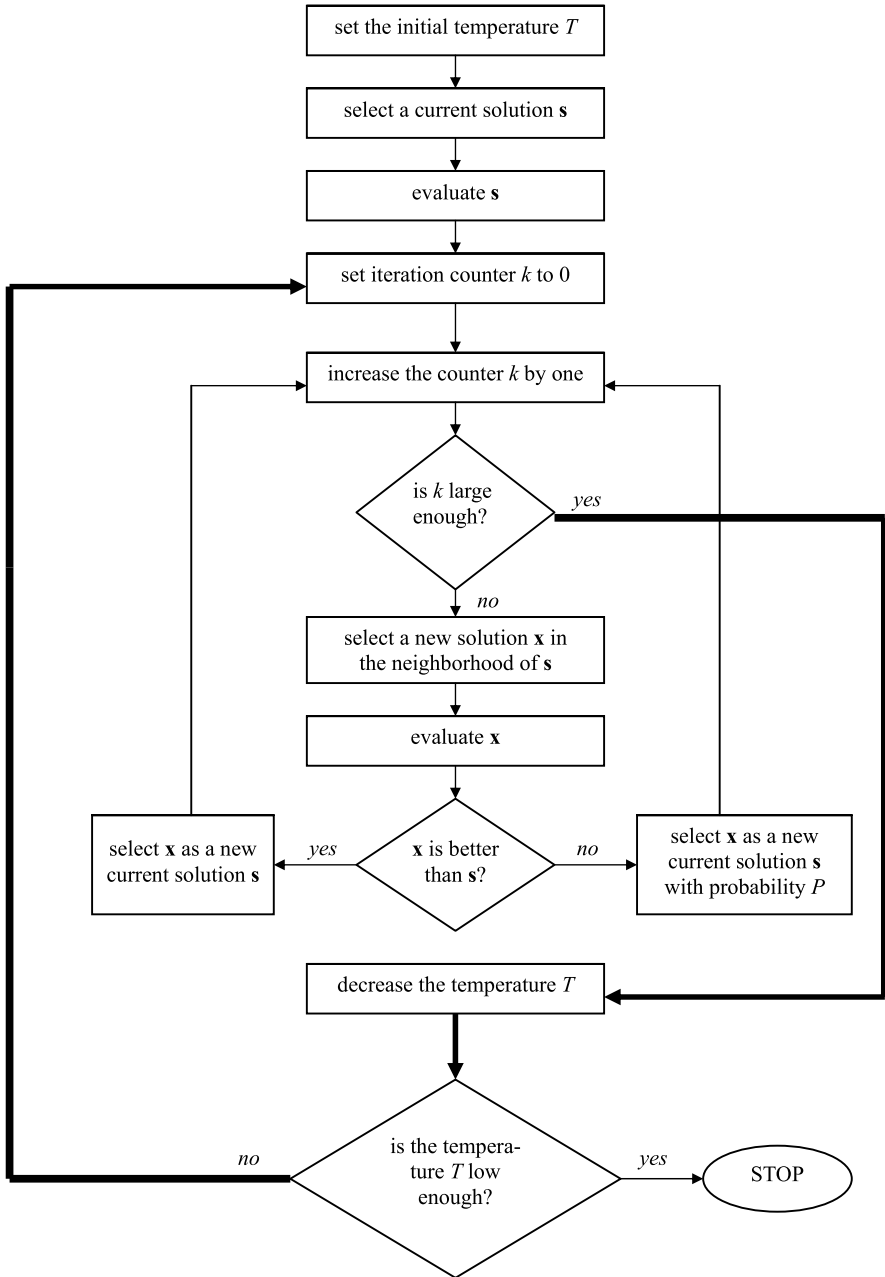 set the initial temperature T
select a current solution s
evaluate s
set iteration counter k to 0
increase the counter k by one
is k large
enough?
yes
no
select a new solution x in
the neighborhood of s
evaluate x
select x as a new
current solution s
yes
x is better
than s?
no
select x as a new
current solution s
with probability P
decrease the temperature T
no
is the tempera-
ture T low
enough?
yes
STOP